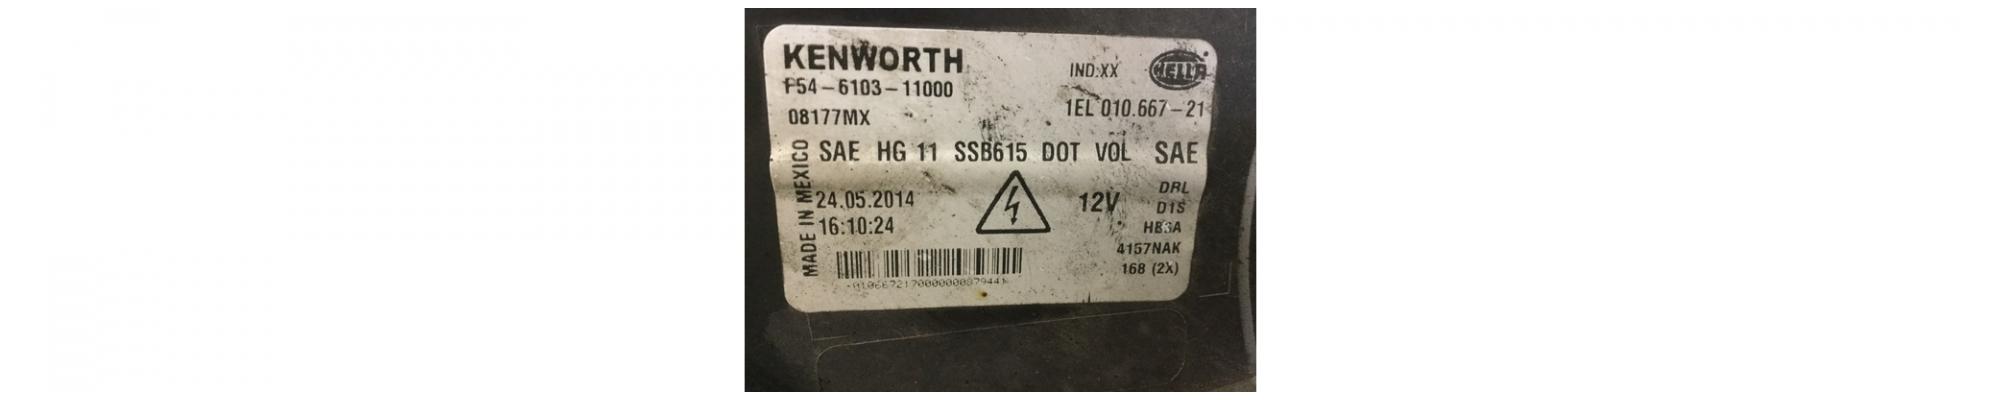 KENWORTH
P54-6103-11000
08177MX
IND:XX
HELLA
1EL 010.667-21
SAE HG 11 SSB615 DOT VOL SAE
MADE IN MEXICO
24.05.2014
16:10:24
12V
DRL
D1S
HB3A
4157NAK
168 (2X)